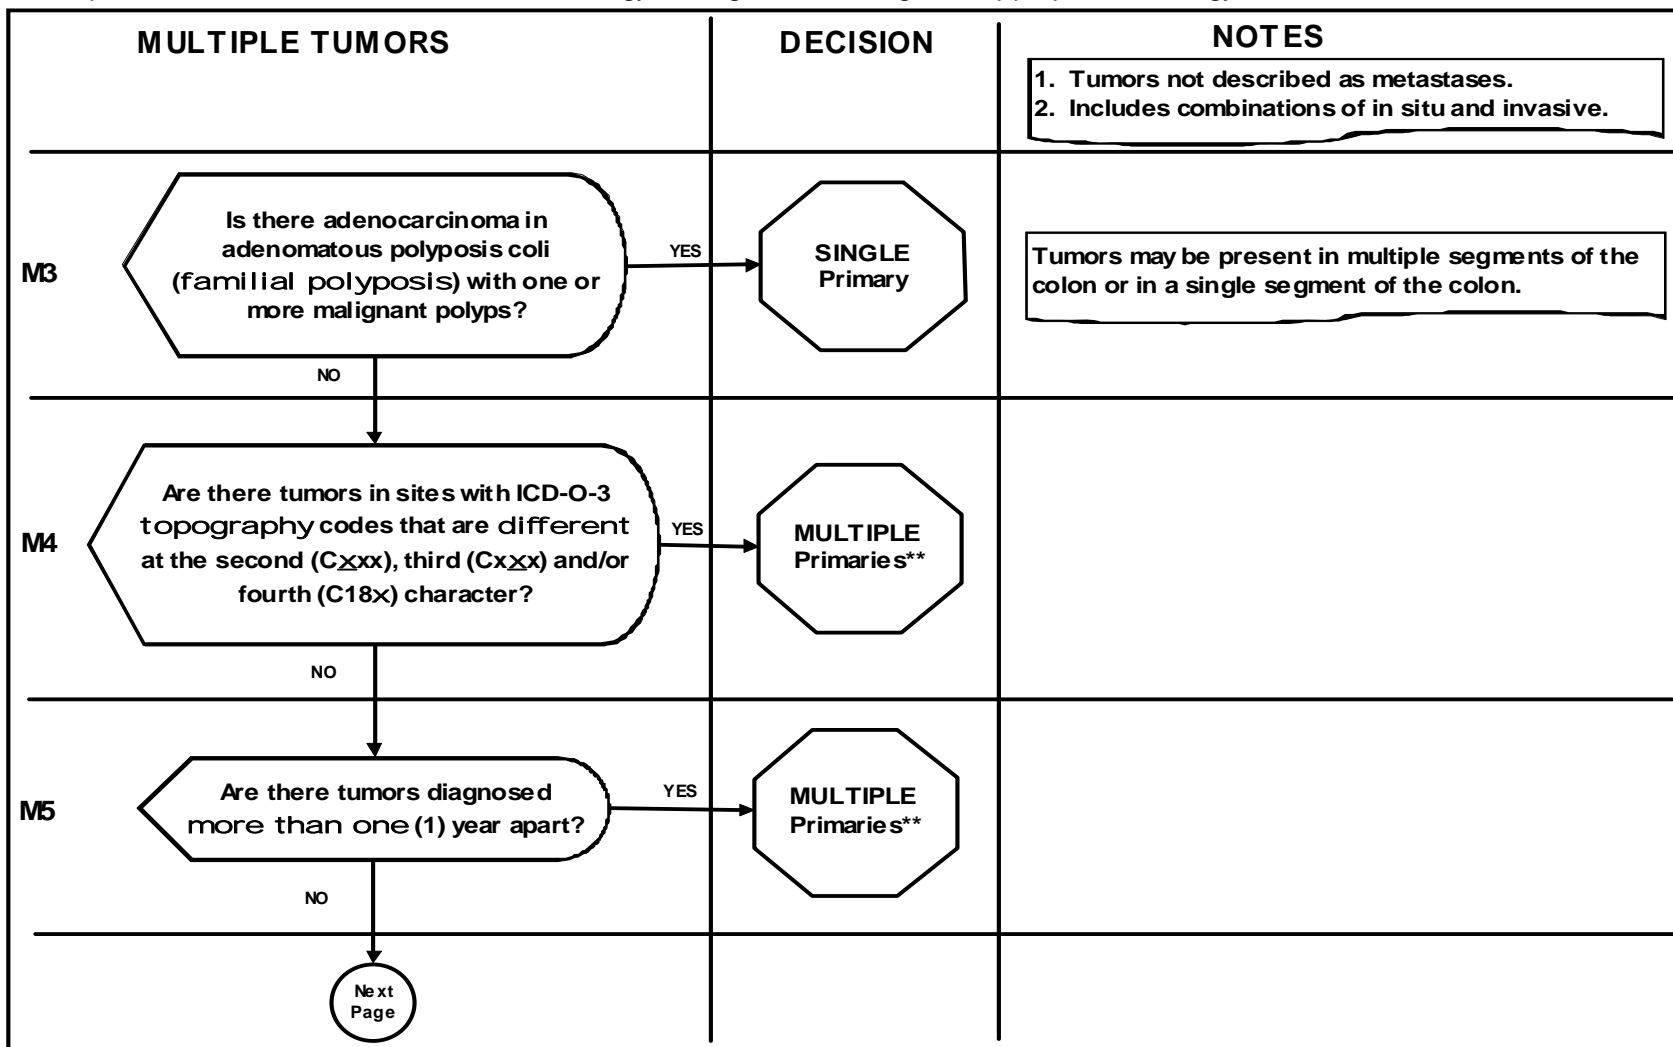 MULTIPLE TUMORS
DECISION
NOTES
1. Tumors not described as metastases.
2. Includes combinations of in situ and invasive.
M3
Is there adenocarcinoma in
adenomatous polyposis coli
(familial polyposis) with one or
more malignant polyps?
YES
SINGLE
Primary
Tumors may be present in multiple segments of the
colon or in a single segment of the colon.
NO
M4
Are there tumors in sites with ICD-O-3
topography codes that are different
at the second (Cxxx), third (Cxxx) and/or
fourth (C18x) character?
YES
MULTIPLE
Primaries**
NO
M5
Are there tumors diagnosed
more than one (1) year apart?
YES
MULTIPLE
Primaries**
NO
Next
Page